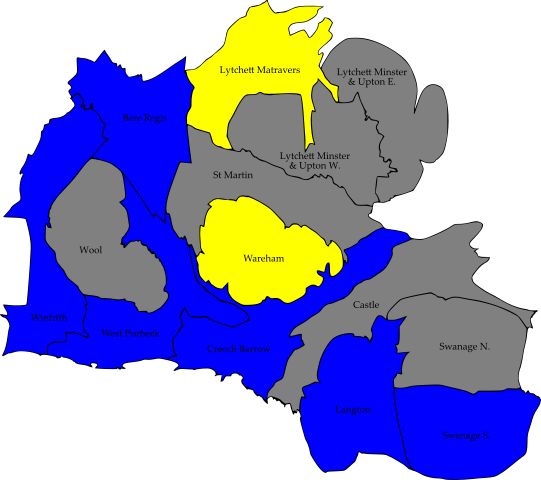 Lytchett Matravers
Lytchett Minster
& Upton E.
Bere Regis
Lytchett Minster
& Upton W.
St Martin
Wool
Wareham
Castle
Winfrith
West Purbeck
Creech Barrow
Swanage N.
Langton
Swanage S.